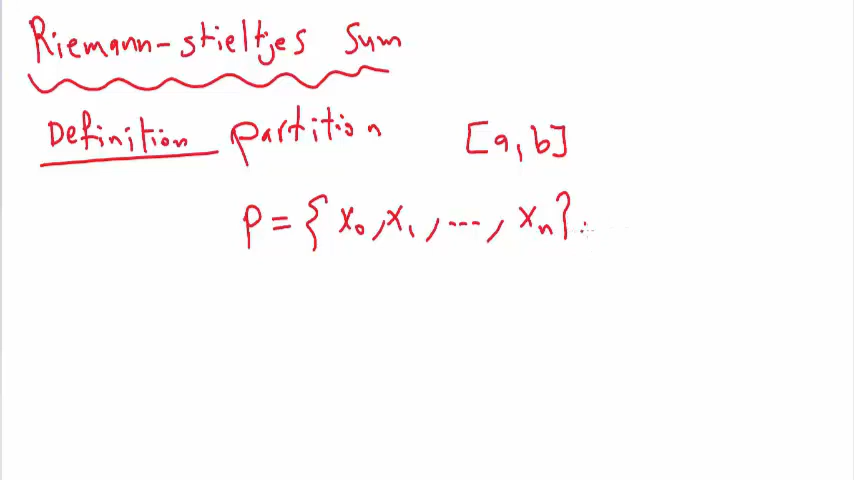 Riemann-stieltjes Sum
Definition partition [a,b]
P = { x₀, x₁, ..., xₙ}